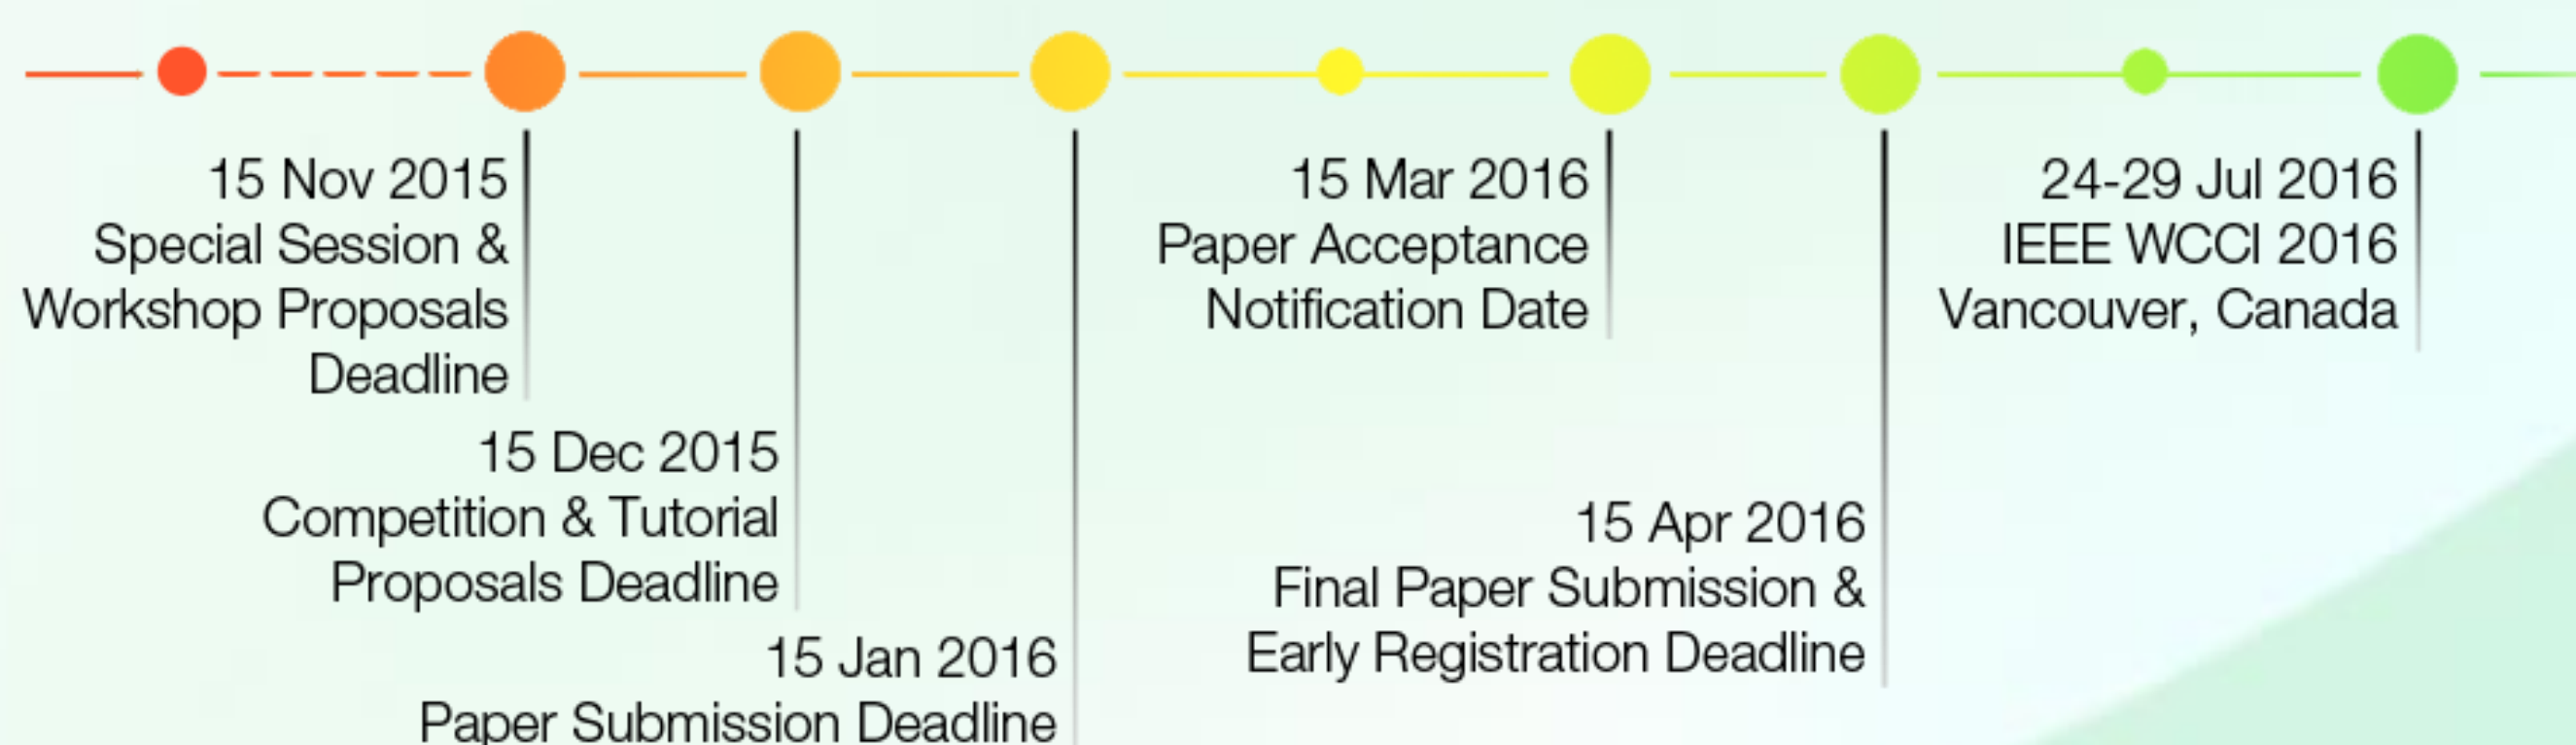 15 Nov 2015
Special Session &
Workshop Proposals
Deadline
15 Dec 2015
Competition & Tutorial
Proposals Deadline
15 Jan 2016
Paper Submission Deadline
15 Mar 2016
Paper Acceptance
Notification Date
15 Apr 2016
Final Paper Submission &
Early Registration Deadline
24-29 Jul 2016
IEEE WCCI 2016
Vancouver, Canada